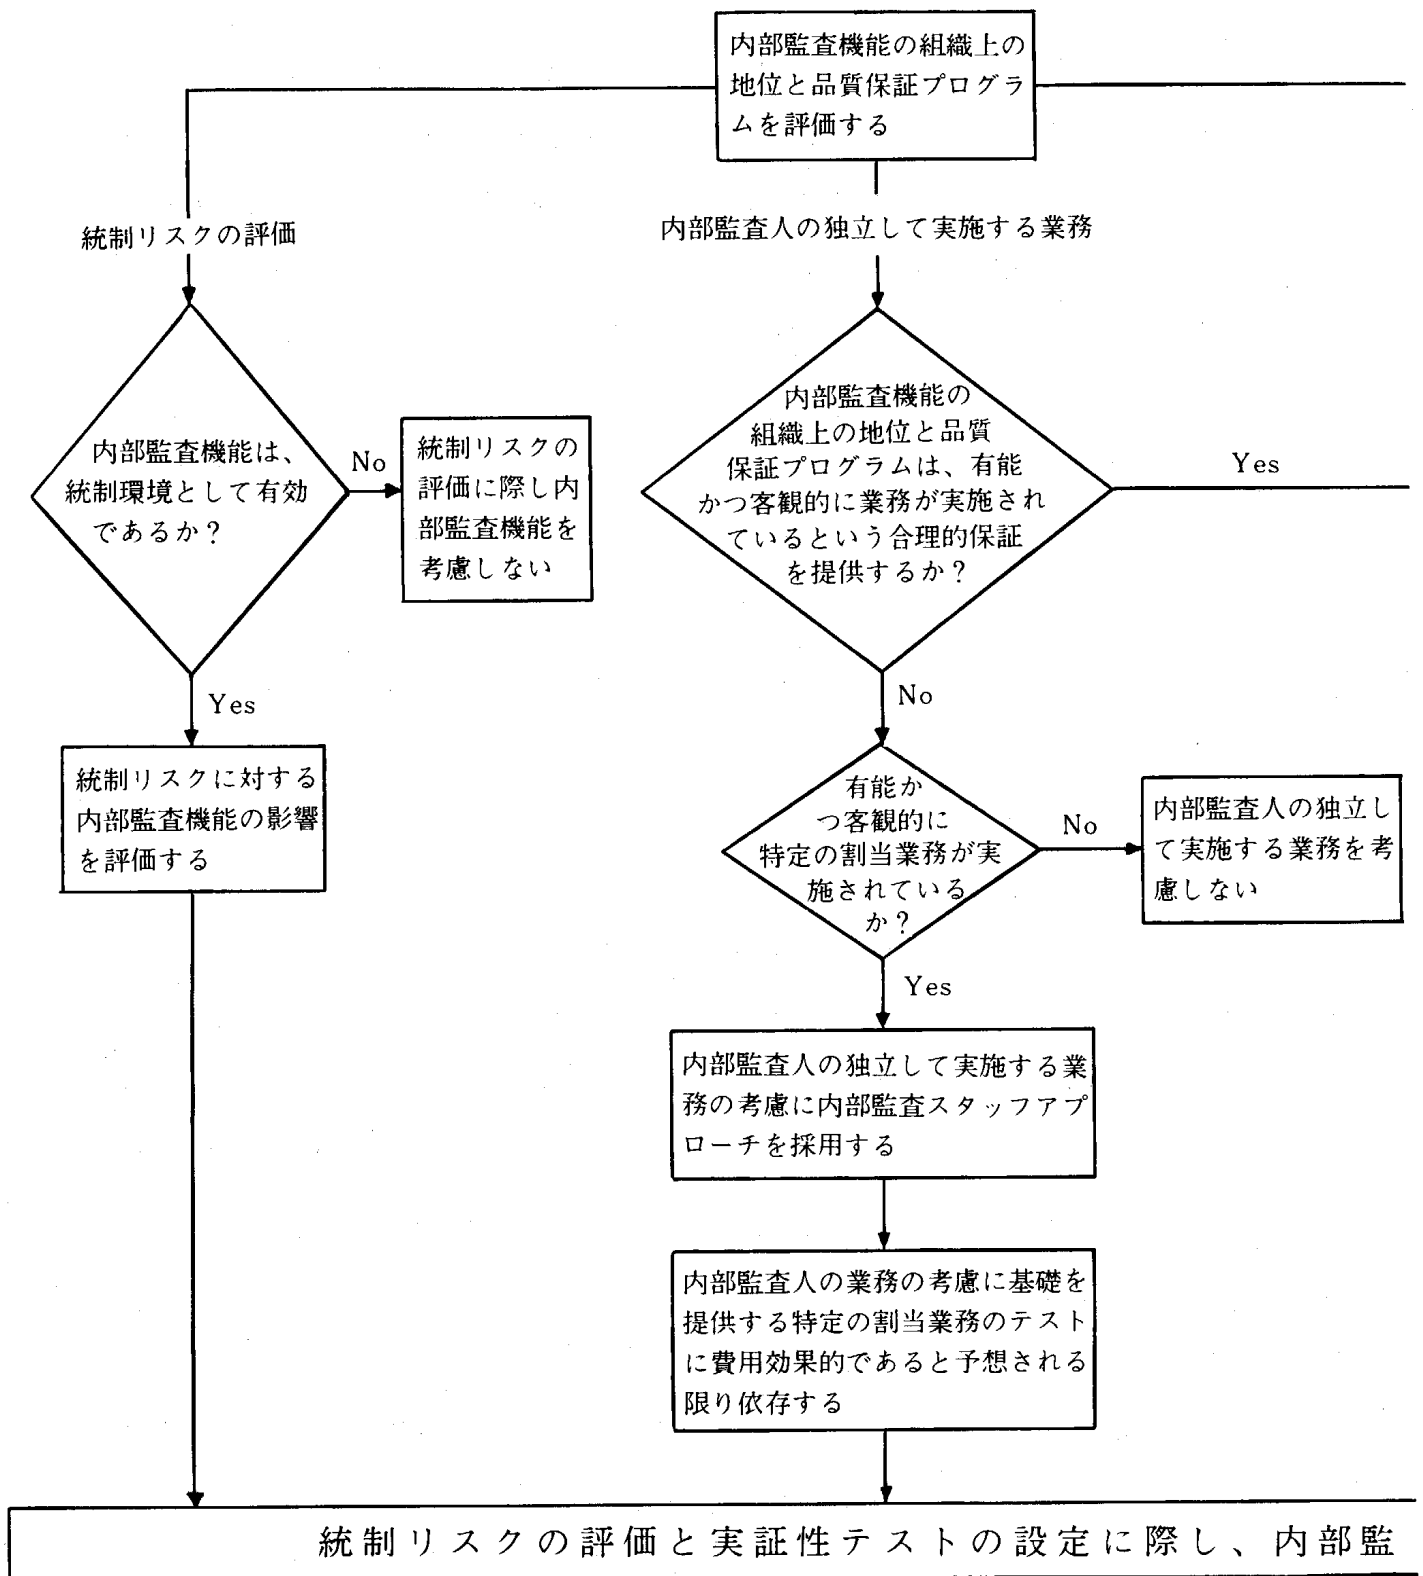 内部監査機能の組織上の
地位と品質保証プログラ
ムを評価する
統制リスクの評価
内部監査人の独立して実施する業務
内部監査機能は、
統制環境として有効
であるか？
No
統制リスクの
評価に際し内
部監査機能を
考慮しない
内部監査機能の
組織上の地位と品質
保証プログラムは、有能
かつ客観的に業務が実施され
ているという合理的保証
を提供するか？
Yes
Yes
No
統制リスクに対する
内部監査機能の影響
を評価する
有能か
つ客観的に
特定の割当業務が実
施されている
か？
No
内部監査人の独立し
て実施する業務を考
慮しない
Yes
内部監査人の独立して実施する業
務の考慮に内部監査スタッフアプ
ローチを採用する
内部監査人の業務の考慮に基礎を
提供する特定の割当業務のテスト
に費用効果的であると予想される
限り依存する
統制リスクの評価と実証性テストの設定に際し、内部監